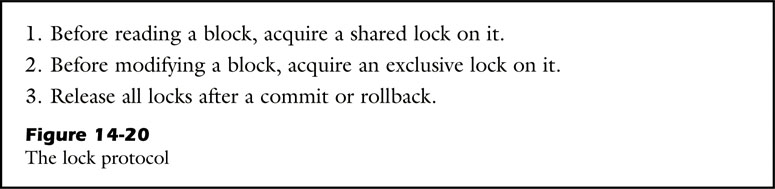 1. Before reading a block, acquire a shared lock on it.
2. Before modifying a block, acquire an exclusive lock on it.
3. Release all locks after a commit or rollback.
Figure 14-20
The lock protocol